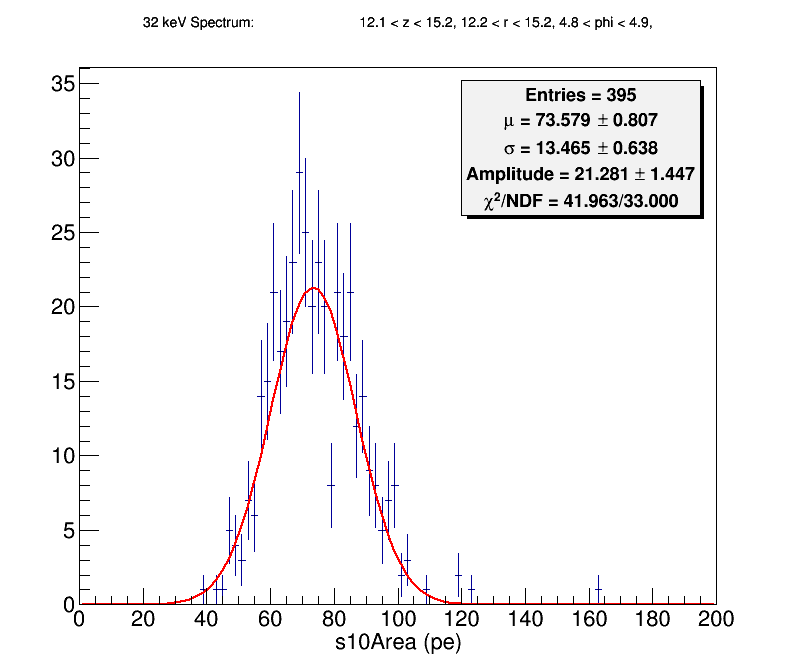 32 keV Spectrum: 12.1 < z < 15.2, 12.2 < r < 15.2, 4.8 < phi < 4.9,
Entries = 395
μ = 73.579 ± 0.807
σ = 13.465 ± 0.638
Amplitude = 21.281 ± 1.447
χ²/NDF = 41.963/33.000
35
30
25
20
15
10
5
0
0 20 40 60 80 100 120 140 160 180 200
s10Area (pe)